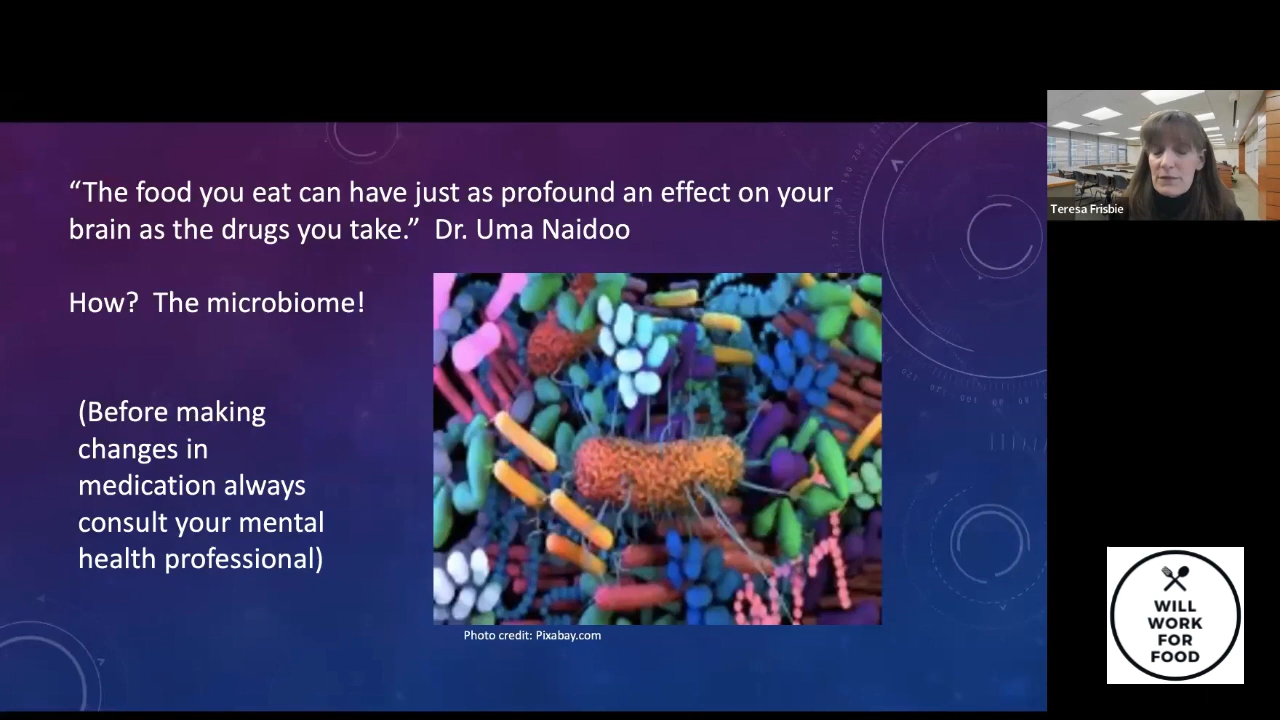 “The food you eat can have just as profound an effect on your
brain as the drugs you take.”  Dr. Uma Naidoo
How?  The microbiome!
(Before making
changes in
medication always
consult your mental
health professional)
Photo credit: Pixabay.com
Teresa Frisbie
WILL
WORK
FOR
FOOD